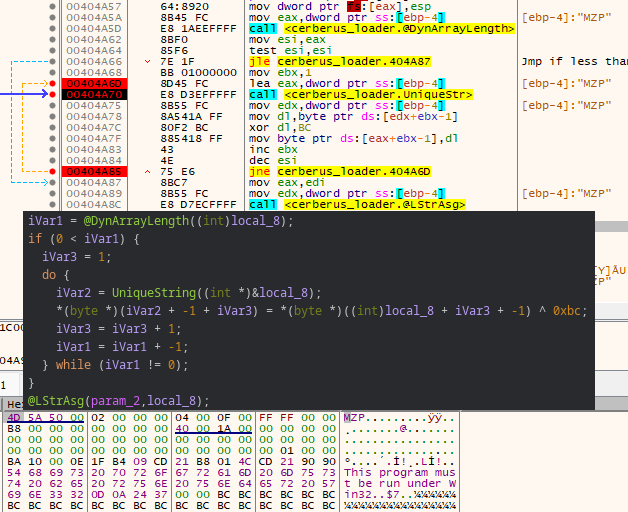 00404A57 64:8920 mov dword ptr fs:[eax],esp
00404A5A 8B45 FC mov eax,dword ptr ss:[ebp-4] [ebp-4]:"MZP"
00404A5D E8 1AEEFFFF call <cerberus_loader.@DynArrayLength>
00404A62 8BF0 mov esi,eax
00404A64 85F6 test esi,esi
00404A66 7E 1F jle cerberus_loader.404A87 Jmp if less than
00404A68 BB 01000000 mov ebx,1
00404A6D 8D45 FC lea eax,dword ptr ss:[ebp-4] [ebp-4]:"MZP"
00404A70 E8 D3EFFFFF call <cerberus_loader.UniqueStr>
00404A75 8B55 FC mov edx,dword ptr ss:[ebp-4] [ebp-4]:"MZP"
00404A78 8A541A FF mov dl,byte ptr ds:[edx+ebx-1]
00404A7C 80F2 BC xor dl,BC
00404A7F 885418 FF mov byte ptr ds:[eax+ebx-1],dl
00404A83 43 inc ebx
00404A84 4E dec esi
00404A85 75 E6 jne cerberus_loader.404A6D
00404A87 8BC7 mov eax,edi
00404A89 8B55 FC mov edx,dword ptr ss:[ebp-4] [ebp-4]:"MZP"
00404A8C E8 D7ECFFFF call <cerberus_loader.@LStrAsg>
iVar1 = @DynArrayLength((int)local_8);
if (0 < iVar1) {
iVar3 = 1;
do {
iVar2 = UniqueString((int *)&local_8);
*(byte *)(iVar2 + -1 + iVar3) = *(byte *)((int)local_8 + iVar3 + -1) ^ 0xbc;
iVar3 = iVar3 + 1;
iVar1 = iVar1 + -1;
} while (iVar1 != 0);
}
@LStrAsg(param_2,local_8);
4D 5A 50 00 02 00 00 00 04 00 0F 00 FF FF 00 00 MZP.........ÿÿ..
B8 00 00 00 00 00 00 00 40 00 1A 00 00 00 00 00 ¸.......@.......
00 00 00 00 00 00 00 00 00 00 00 00 00 00 00 00 ................
00 00 00 00 00 00 00 00 00 00 00 00 00 01 00 00 ................
BA 10 00 0E 1F B4 09 CD 21 B8 01 4C CD 21 90 90 º....´.Í!¸.LÍ!..
54 68 69 73 20 70 72 6F 67 72 61 6D 20 6D 75 73 This program mus
74 20 62 65 20 72 75 6E 20 75 6E 64 65 72 20 57 t be run under W
69 6E 33 32 0D 0A 24 37 00 00 BC BC BC BC BC BC in32..$7..¼¼¼¼¼¼
BC BC BC BC BC BC BC BC BC BC BC BC BC BC BC BC ¼¼¼¼¼¼¼¼¼¼¼¼¼¼¼¼